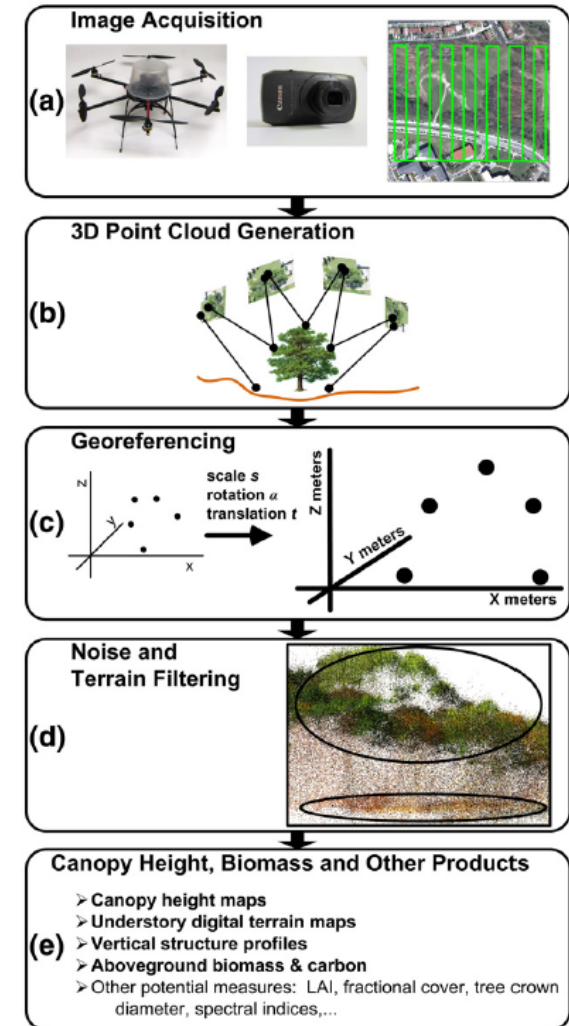 Image Acquisition
(a)
Canon
3D Point Cloud Generation
(b)
Georeferencing
(c)
Z
y
X
scale s
rotation α
translation t
Z meters
Y meters
X meters
Noise and
Terrain Filtering
(d)
Canopy Height, Biomass and Other Products
(e)
➢Canopy height maps
➢Understory digital terrain maps
➢Vertical structure profiles
➢Aboveground biomass & carbon
➢Other potential measures: LAI, fractional cover, tree crown
diameter, spectral indices,...